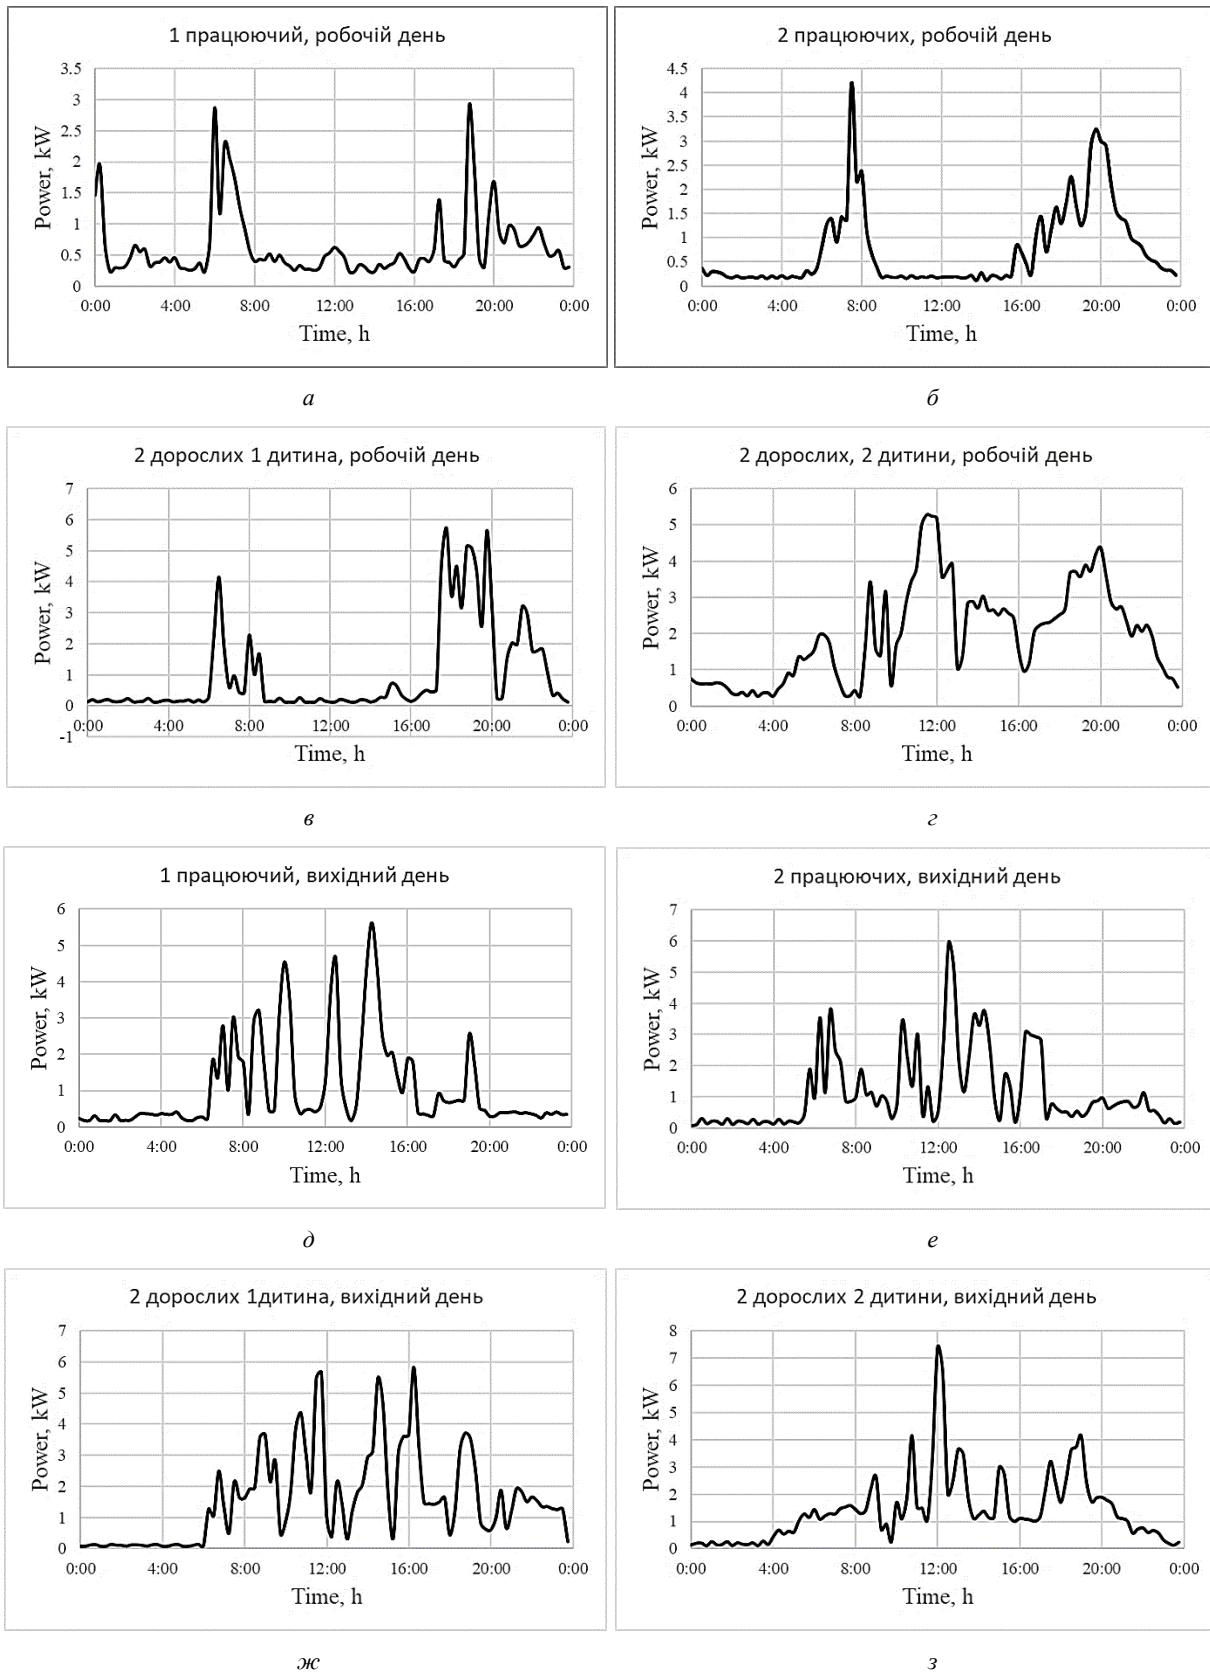 1 працюючий, робочій день
3.5
3
2.5
2
1.5
1
0.5
0
Power, kW
0:00 4:00 8:00 12:00 16:00 20:00 0:00
Time, h
а
2 працюючих, робочій день
4.5
4
3.5
3
2.5
2
1.5
1
0.5
0
Power, kW
0:00 4:00 8:00 12:00 16:00 20:00 0:00
Time, h
б
2 дорослих 1 дитина, робочій день
7
6
5
4
3
2
1
0
-1
Power, kW
0:00 4:00 8:00 12:00 16:00 20:00 0:00
Time, h
в
2 дорослих, 2 дитини, робочій день
6
5
4
3
2
1
0
Power, kW
0:00 4:00 8:00 12:00 16:00 20:00 0:00
Time, h
г
1 працюючий, вихідний день
6
5
4
3
2
1
0
Power, kW
0:00 4:00 8:00 12:00 16:00 20:00 0:00
Time, h
д
2 працюючих, вихідний день
7
6
5
4
3
2
1
0
Power, kW
0:00 4:00 8:00 12:00 16:00 20:00 0:00
Time, h
е
2 дорослих 1дитина, вихідний день
7
6
5
4
3
2
1
0
Power, kW
0:00 4:00 8:00 12:00 16:00 20:00 0:00
Time, h
ж
2 дорослих 2 дитини, вихідний день
8
7
6
5
4
3
2
1
0
Power, kW
0:00 4:00 8:00 12:00 16:00 20:00 0:00
Time, h
з